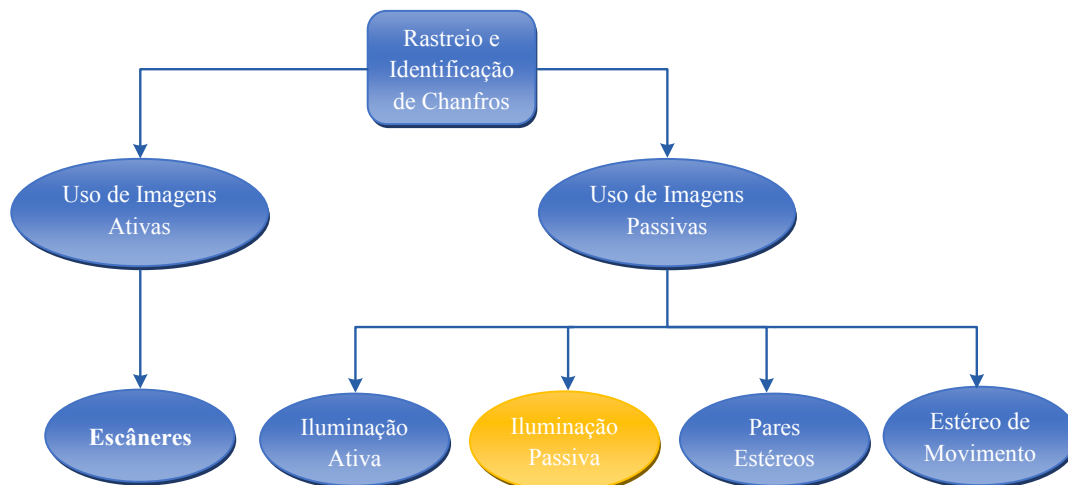 Rastreio e
Identificação
de Chanfros
Uso de Imagens
Ativas
Uso de Imagens
Passivas
Escâneres
Iluminação
Ativa
Iluminação
Passiva
Pares
Estéreos
Estéreo de
Movimento